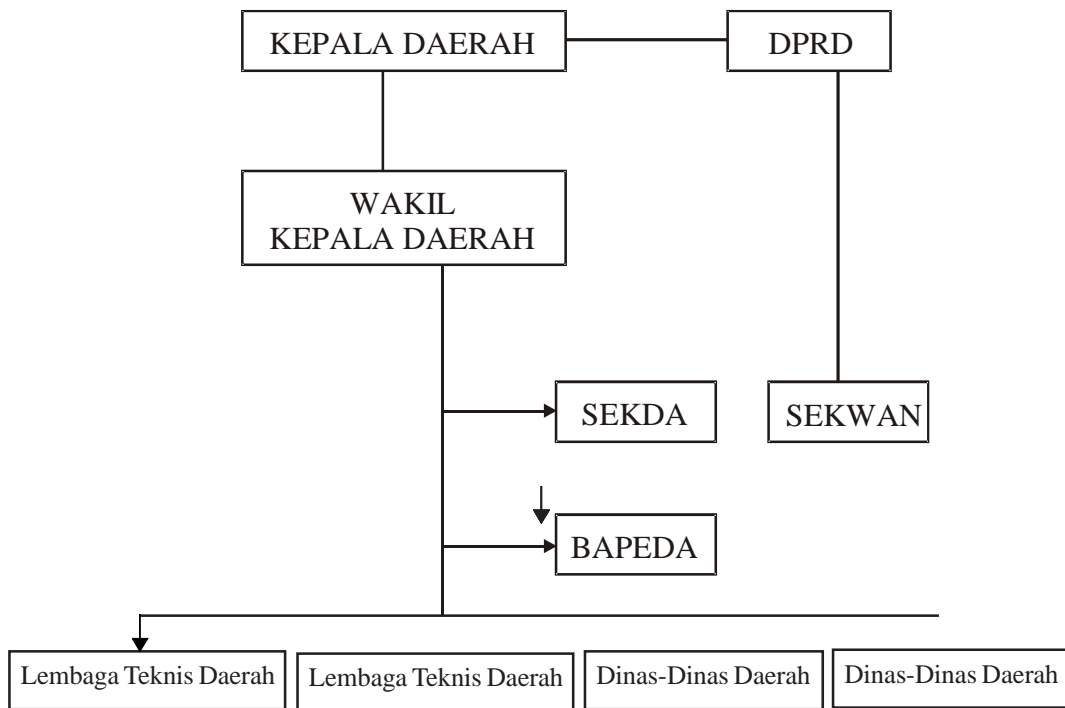 KEPALA DAERAH
DPRD
WAKIL
KEPALA DAERAH
SEKDA
SEKWAN
BAPEDA
Lembaga Teknis Daerah
Lembaga Teknis Daerah
Dinas-Dinas Daerah
Dinas-Dinas Daerah